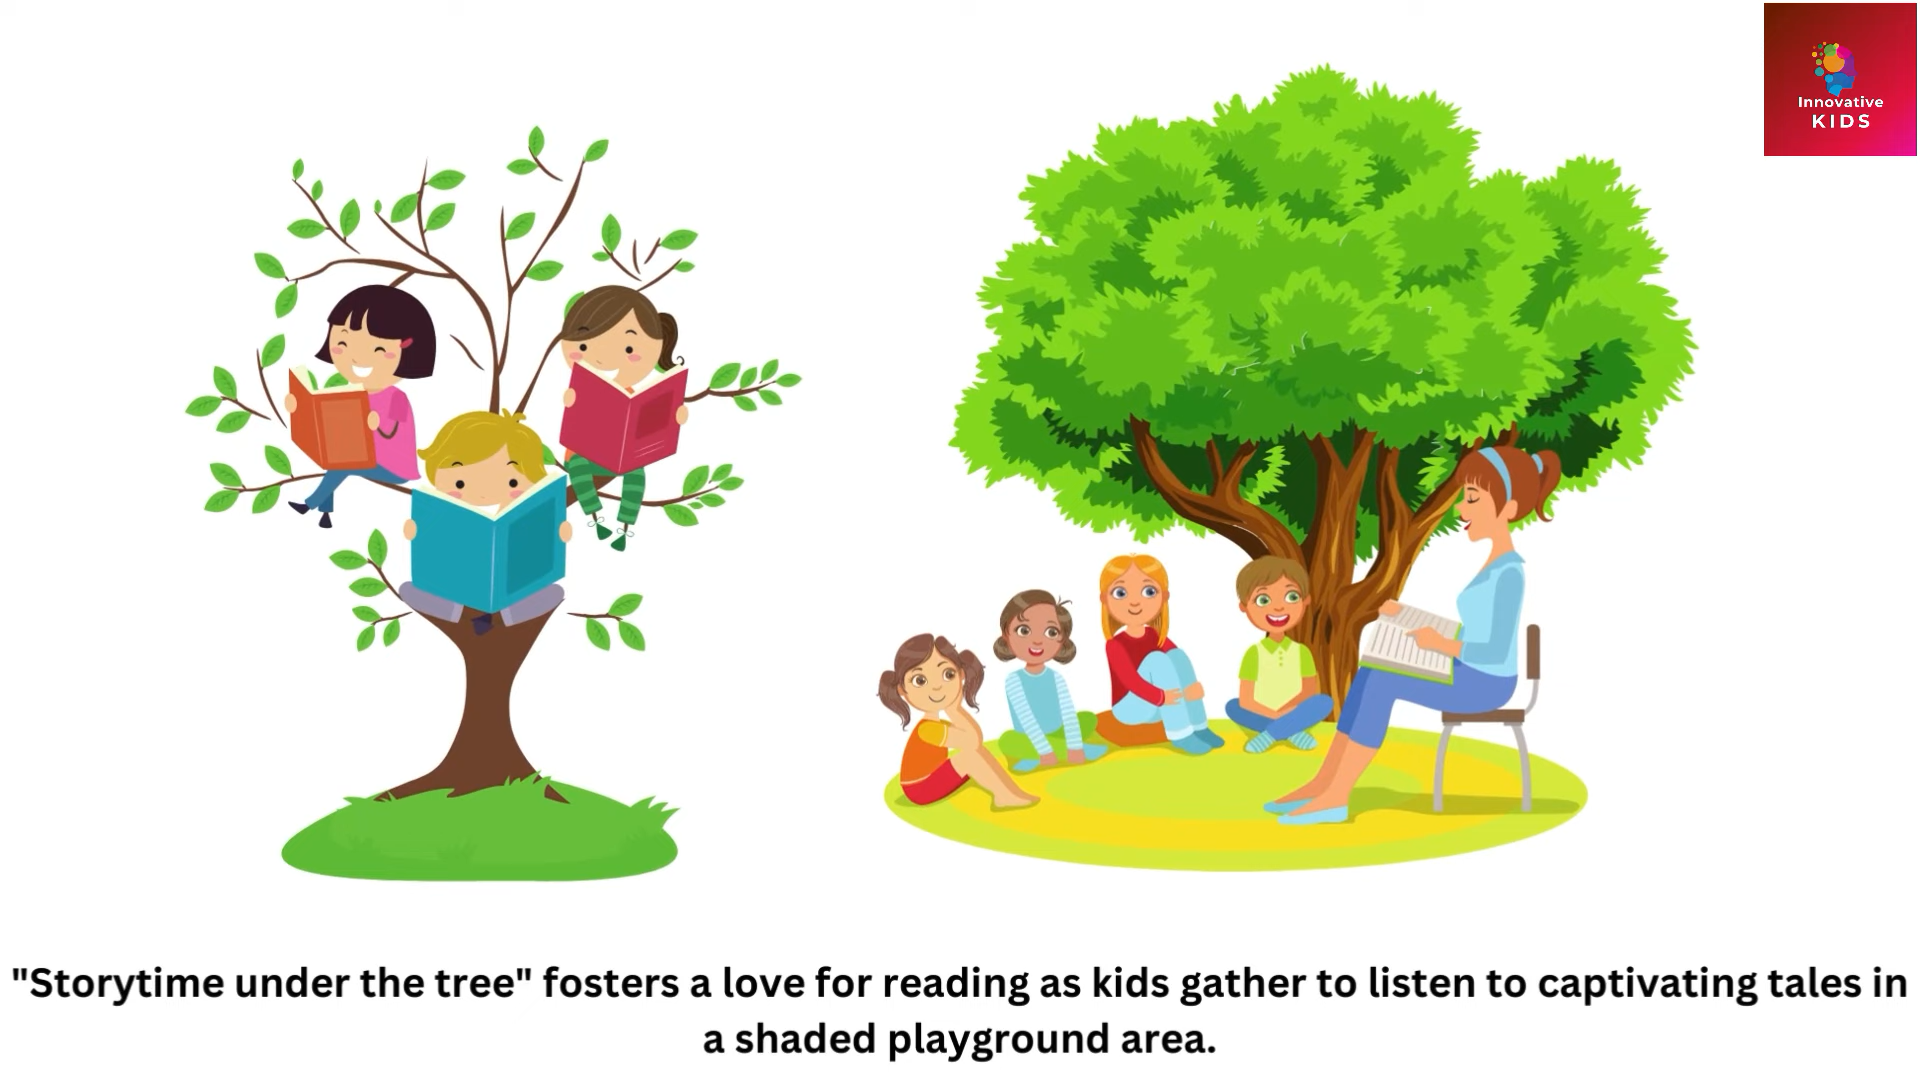 Innovative
KIDS
"Storytime under the tree" fosters a love for reading as kids gather to listen to captivating tales in
a shaded playground area.